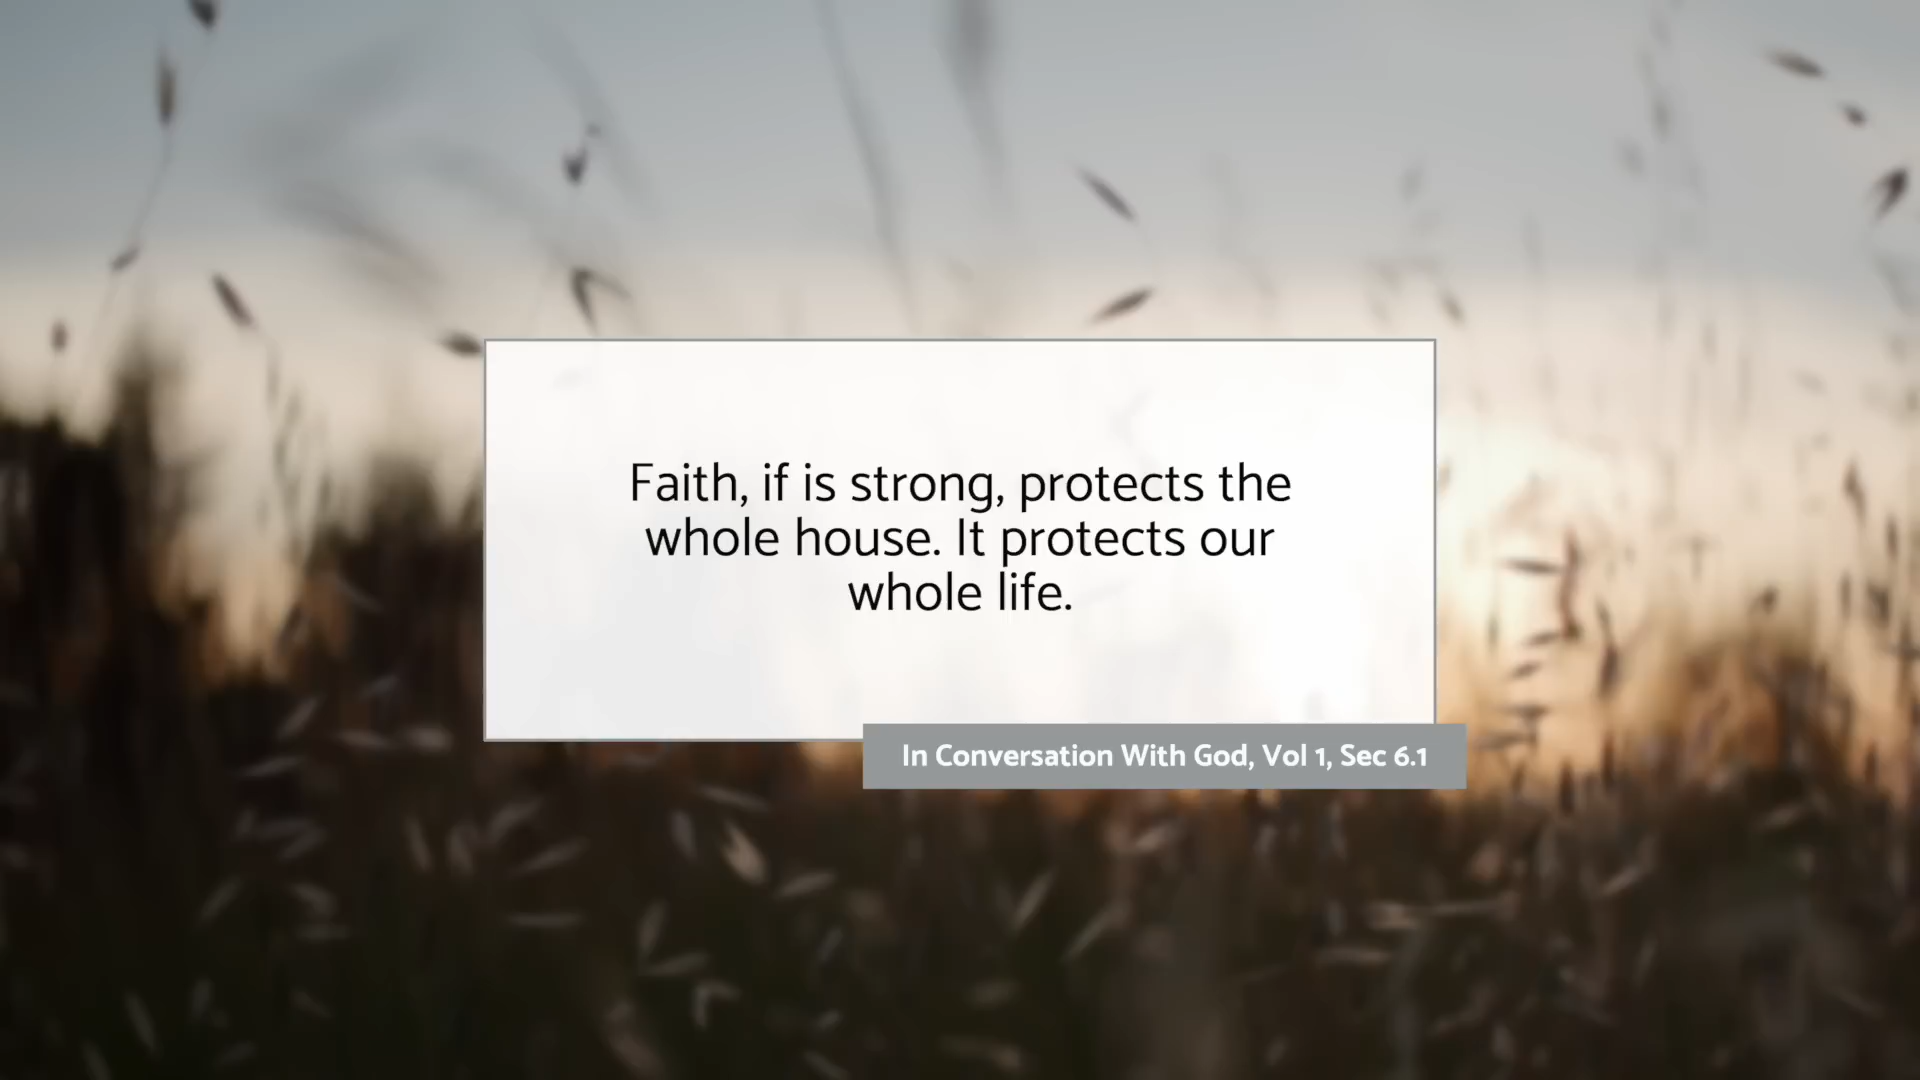 Faith, if is strong, protects the
whole house. It protects our
whole life.
In Conversation With God, Vol 1, Sec 6.1